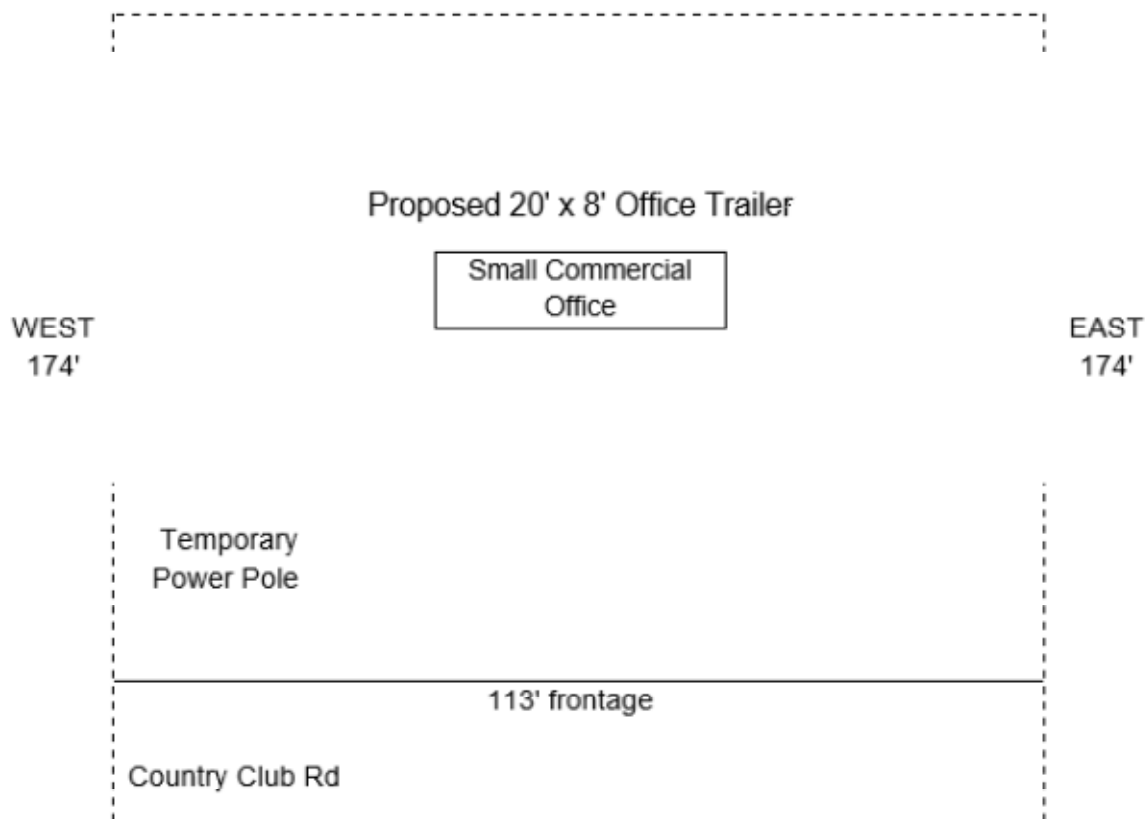 Proposed 20' x 8' Office Trailer
Small Commercial
Office
WEST
174'
EAST
174'
Temporary
Power Pole
113' frontage
Country Club Rd